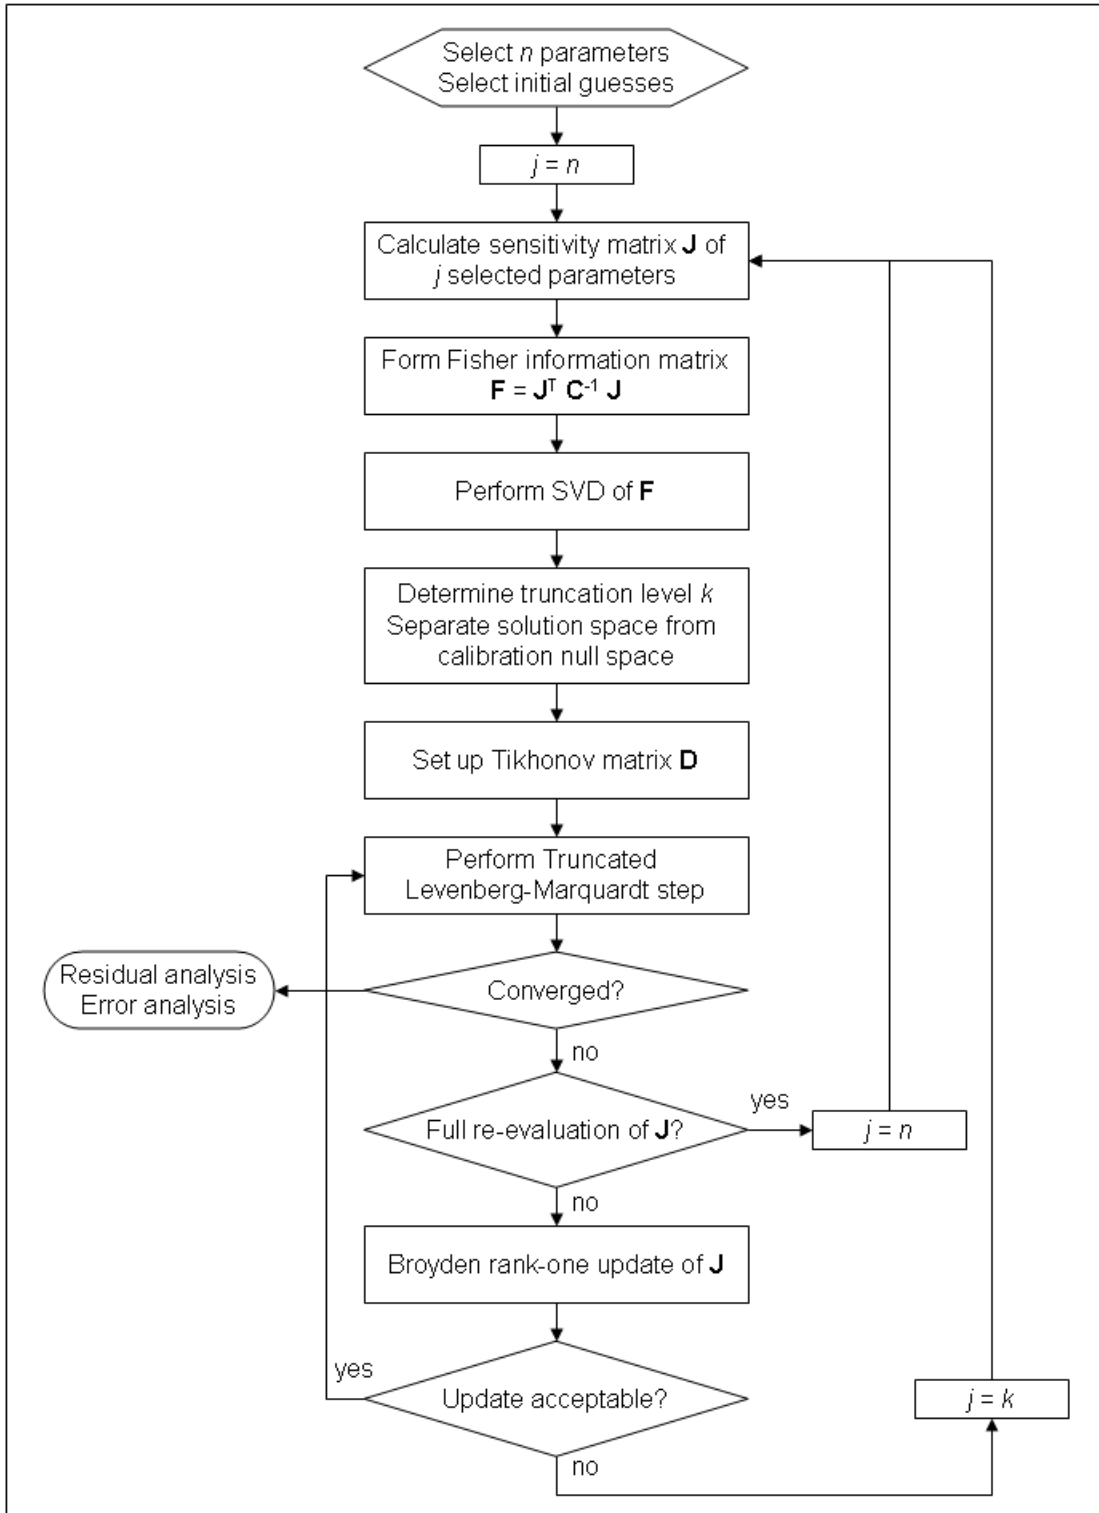 Select n parameters
Select initial guesses
j = n
Calculate sensitivity matrix J of
j selected parameters
Form Fisher information matrix
F = Jᵀ C⁻¹ J
Perform SVD of F
Determine truncation level k
Separate solution space from
calibration null space
Set up Tikhonov matrix D
Perform Truncated
Levenberg-Marquardt step
Residual analysis
Error analysis
Converged?
no
Full re-evaluation of J?
yes
j = n
no
Broyden rank-one update of J
yes
Update acceptable?
j = k
no